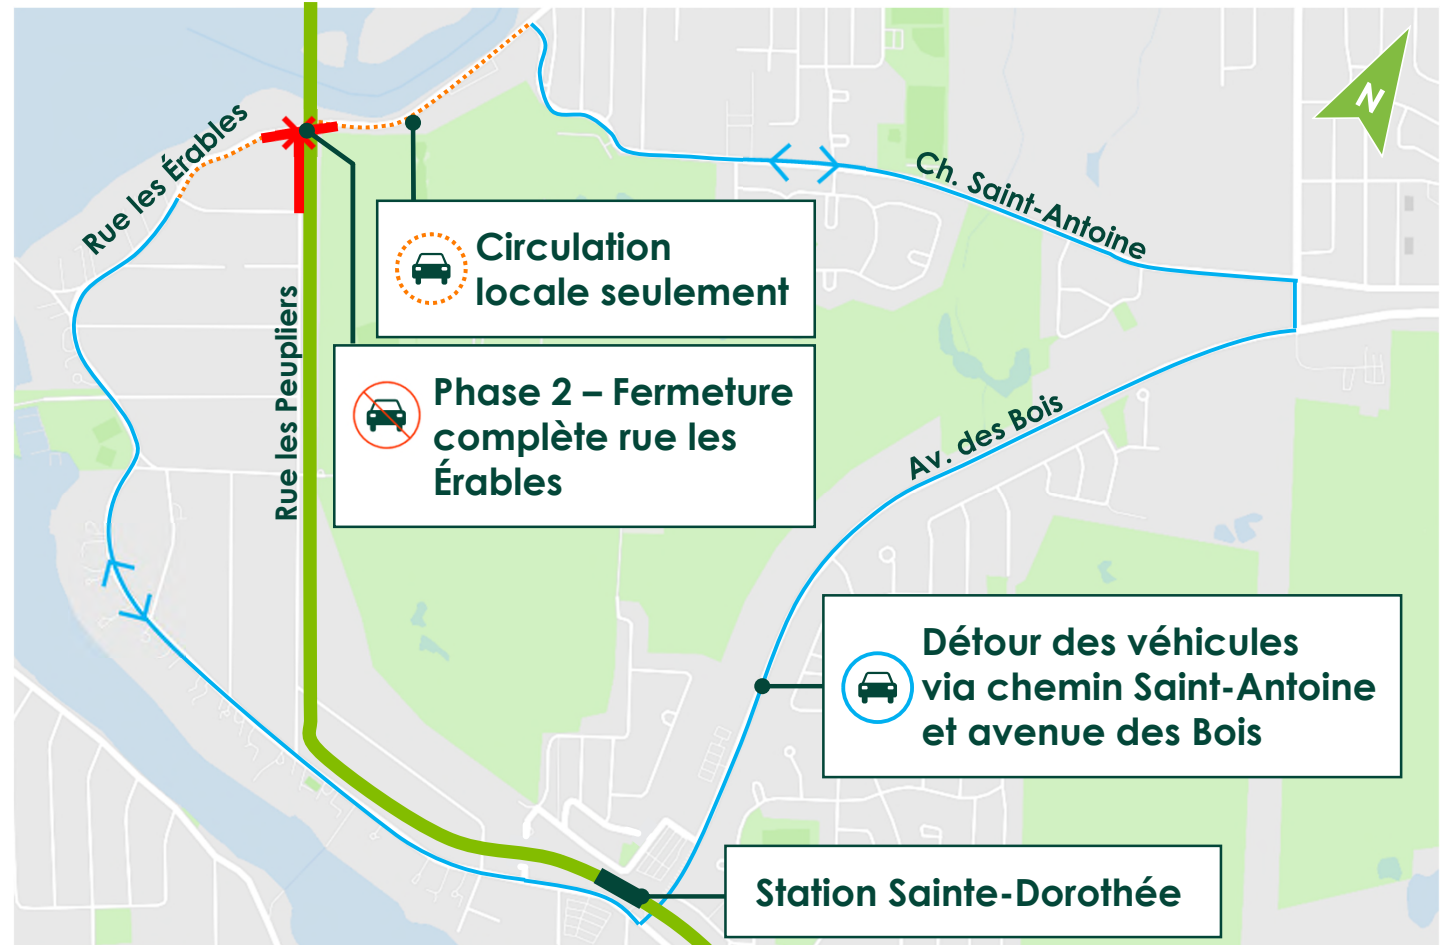 N
Rue les Érables
Ch. Saint-Antoine
Circulation
locale seulement
Rue les Peupliers
Phase 2 – Fermeture
complète rue les
Érables
Av. des Bois
Détour des véhicules
via chemin Saint-Antoine
et avenue des Bois
Station Sainte-Dorothée